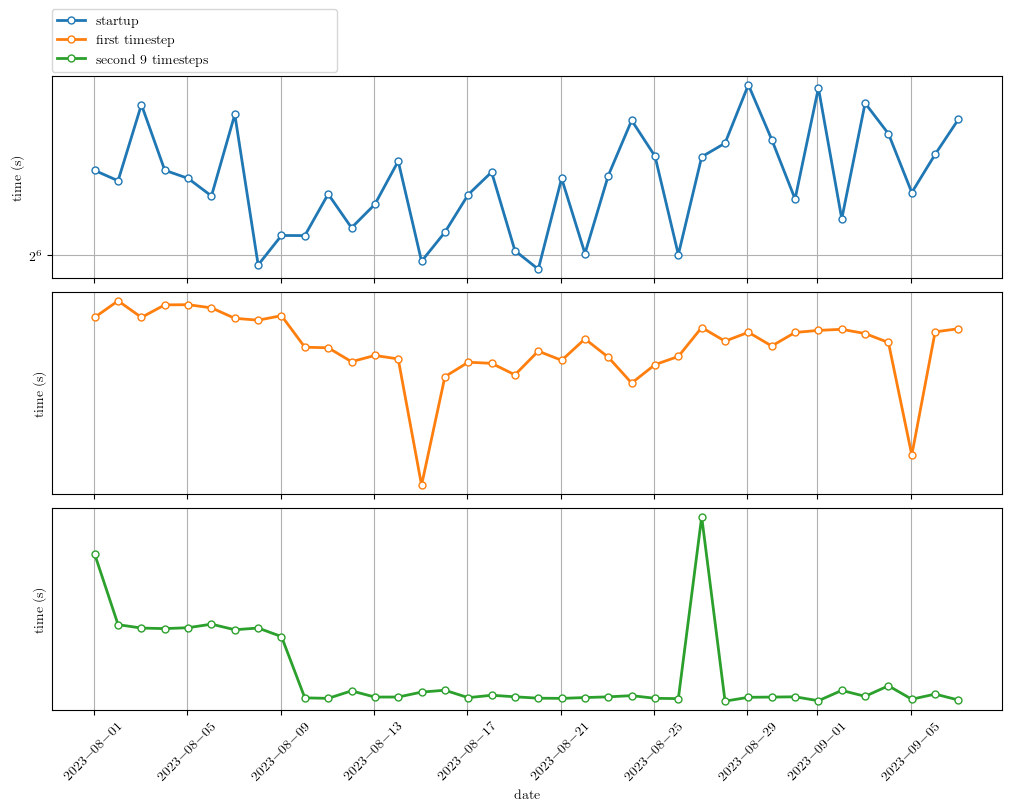 startup
first timestep
second 9 timesteps
time (s)
2^6
time (s)
time (s)
2023−08−01
2023−08−05
2023−08−09
2023−08−13
2023−08−17
2023−08−21
2023−08−25
2023−08−29
2023−09−01
2023−09−05
date